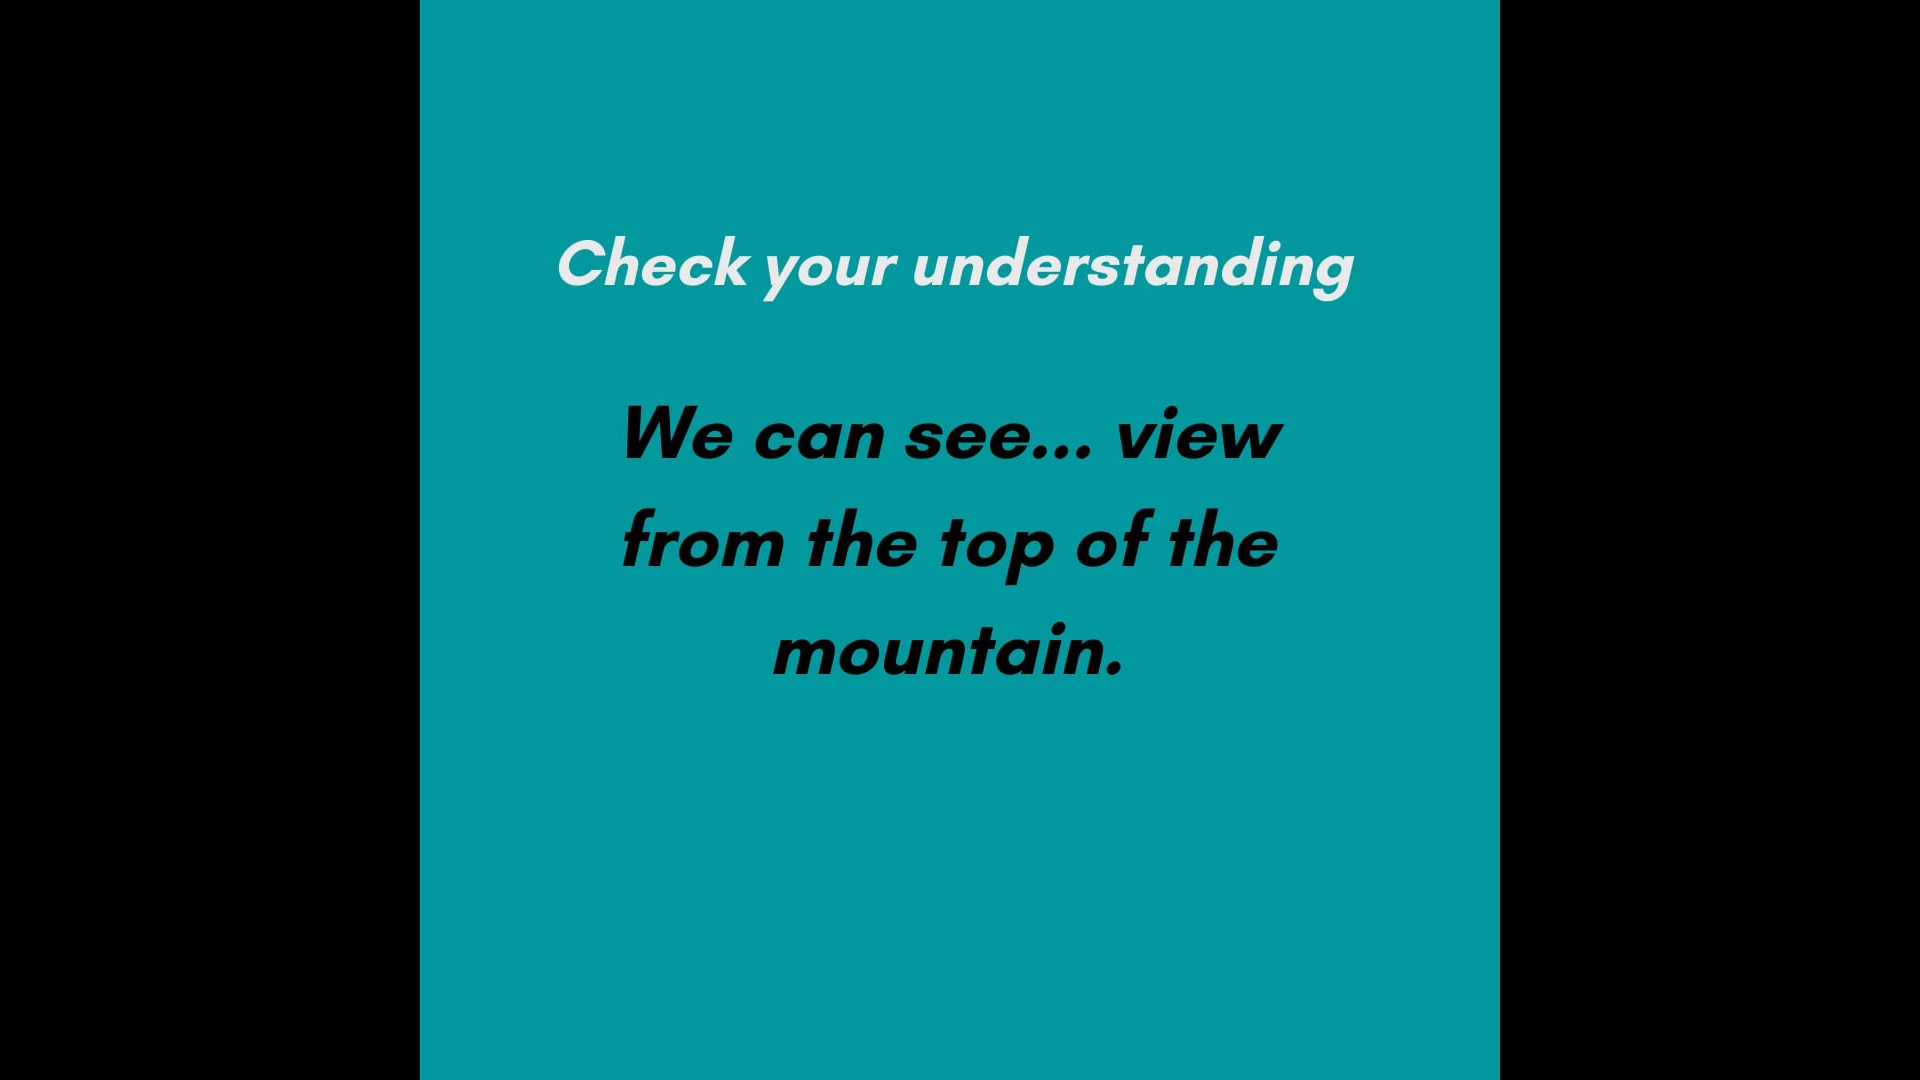 Check your understanding
We can see... view
from the top of the
mountain.